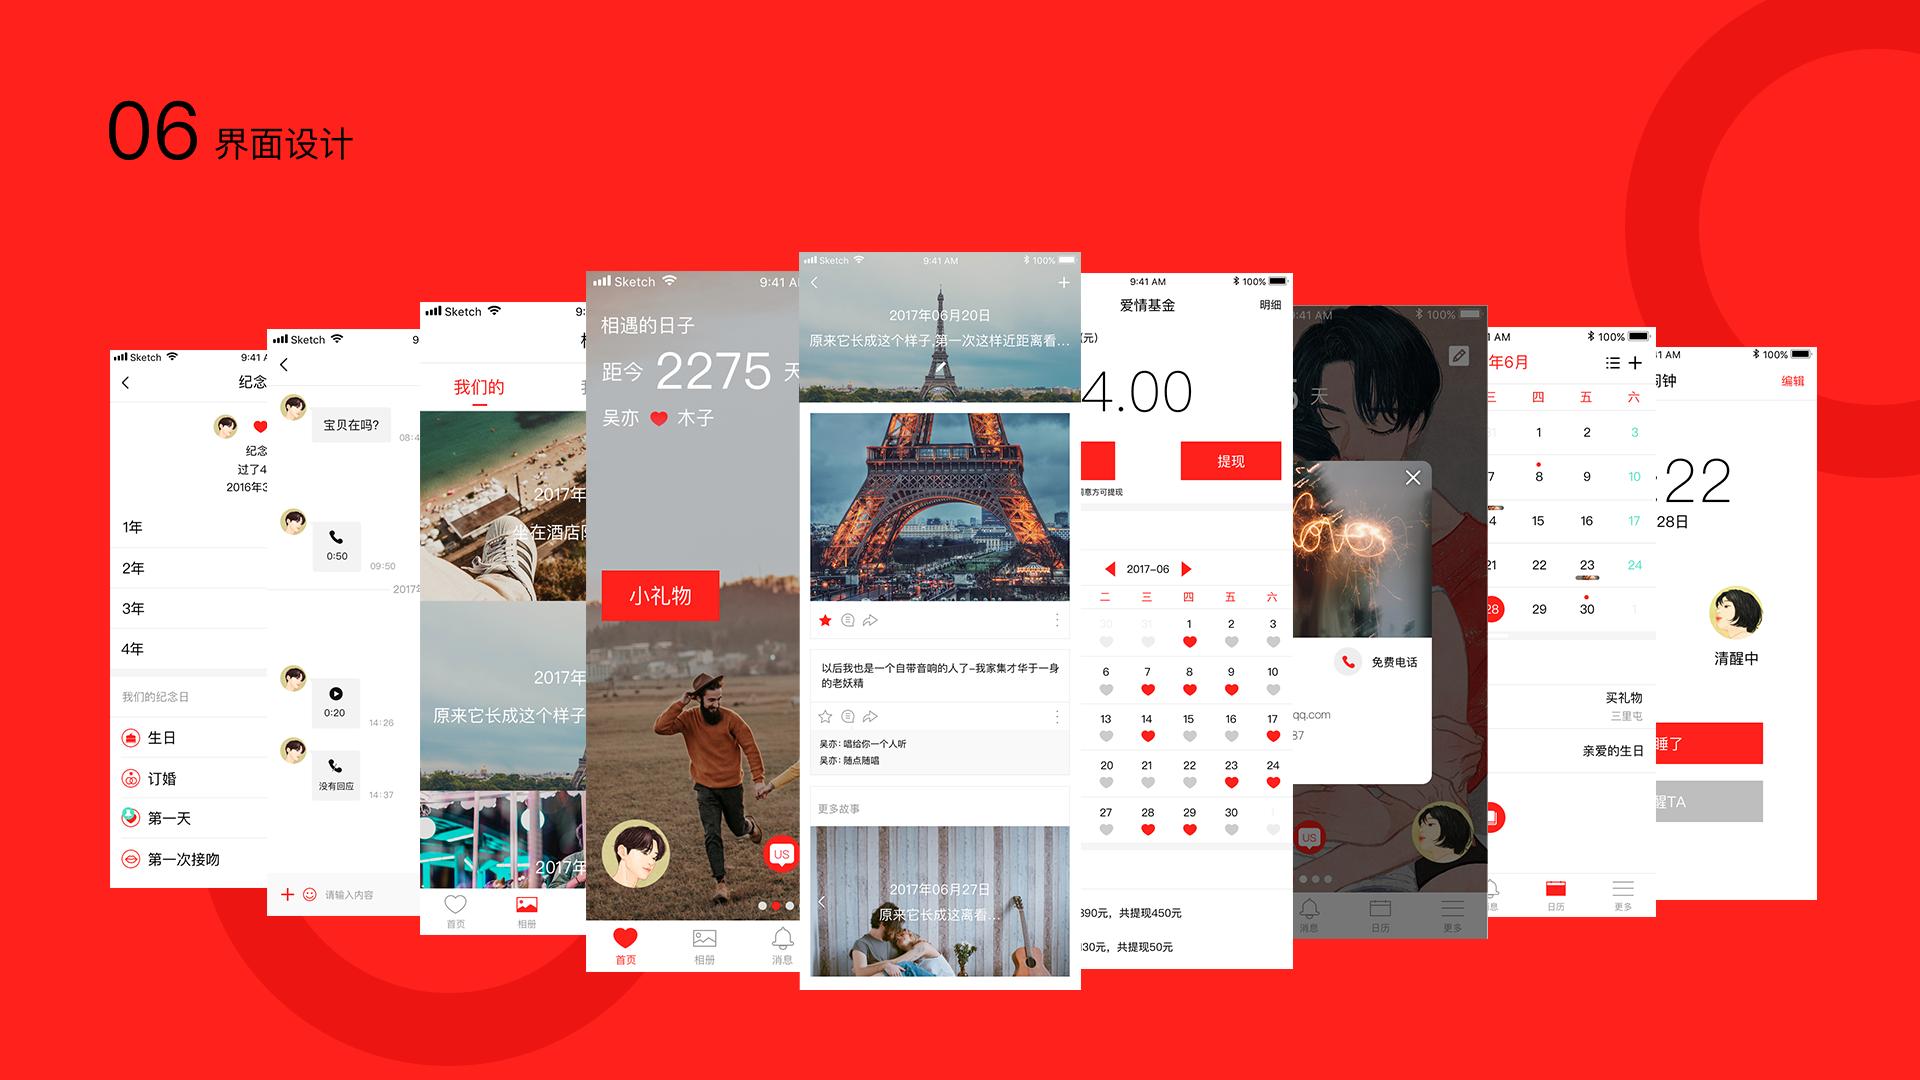 06 界面设计
Sketch 9:41 A
纪念
纪念
过了4
2016年3
1年
2年
3年
4年
我们的纪念日
生日
订婚
第一天
第一次接吻
Sketch 9
宝贝在吗?
08:4
0:50
09:50
2017年
0:20
14:26
没有回应
14:37
请输入内容
Sketch 9:
我们的
2017年
坐在酒店阳
2017年
原来它长成这个样子
2017年
首页 相册
Sketch 9:41 A
相遇的日子
距今 2275 天
吴亦 木子
小礼物
US
首页 相册 消息
Sketch 9:41 AM 100%
2017年06月20日
原来它长成这个样子,第一次这样近距离看...
以后我也是一个自带音响的人了-我家集才华于一身
的老妖精
吴亦: 唱给你一个人听
吴亦: 随点随唱
更多故事
2017年06月27日
原来它长成这离看...
9:41 AM 100%
爱情基金 明细
(元)
4.00
提现
同意方可提现
2017-06
二 三 四 五 六
30 31 1 2 3
6 7 8 9 10
13 14 15 16 17
20 21 22 23 24
27 28 29 30 1
390元，共提现450元
130元，共提现50元
:41 AM 100%
5 天
love
免费电话
qq.com
87
US
消息 日历 更多
1 AM 100%
年6月
三 四 五 六
31 1 2 3
7 8 9 10
14 15 16 17
21 22 23 24
28 29 30 1
买礼物
三里屯
亲爱的生日
消息 日历 更多
41 AM 100%
闹钟 编辑
:22
28日
清醒中
睡了
醒TA